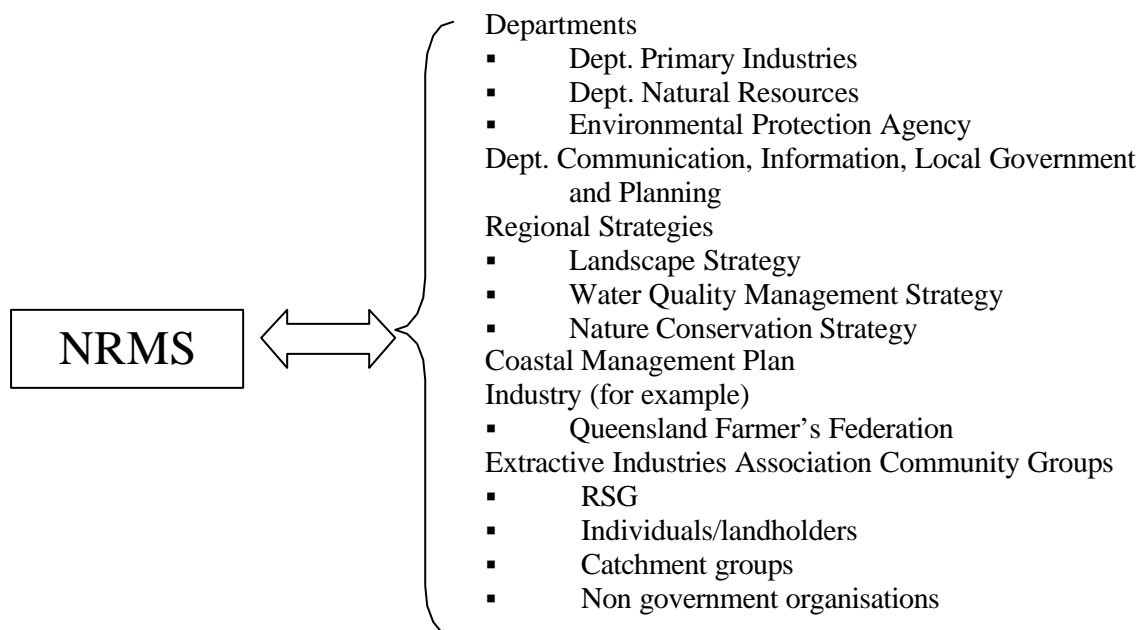 Departments
▪ Dept. Primary Industries
▪ Dept. Natural Resources
▪ Environmental Protection Agency
Dept. Communication, Information, Local Government
and Planning
Regional Strategies
▪ Landscape Strategy
▪ Water Quality Management Strategy
▪ Nature Conservation Strategy
NRMS
Coastal Management Plan
Industry (for example)
▪ Queensland Farmer’s Federation
Extractive Industries Association Community Groups
▪ RSG
▪ Individuals/landholders
▪ Catchment groups
▪ Non government organisations